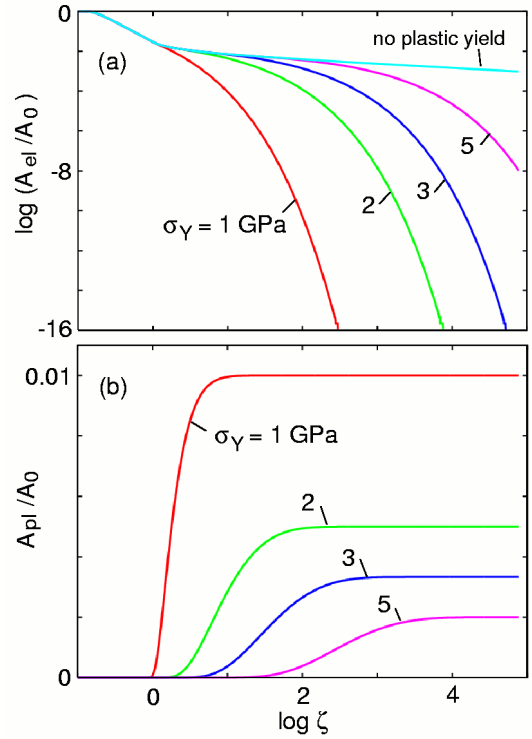 0
(a)
no plastic yield
log (A_el/A_0)
-8
5
3
2
σ_Y = 1 GPa
-16
0.01
(b)
σ_Y = 1 GPa
A_pl/A_0
2
3
5
0
0 2 4
log ζ